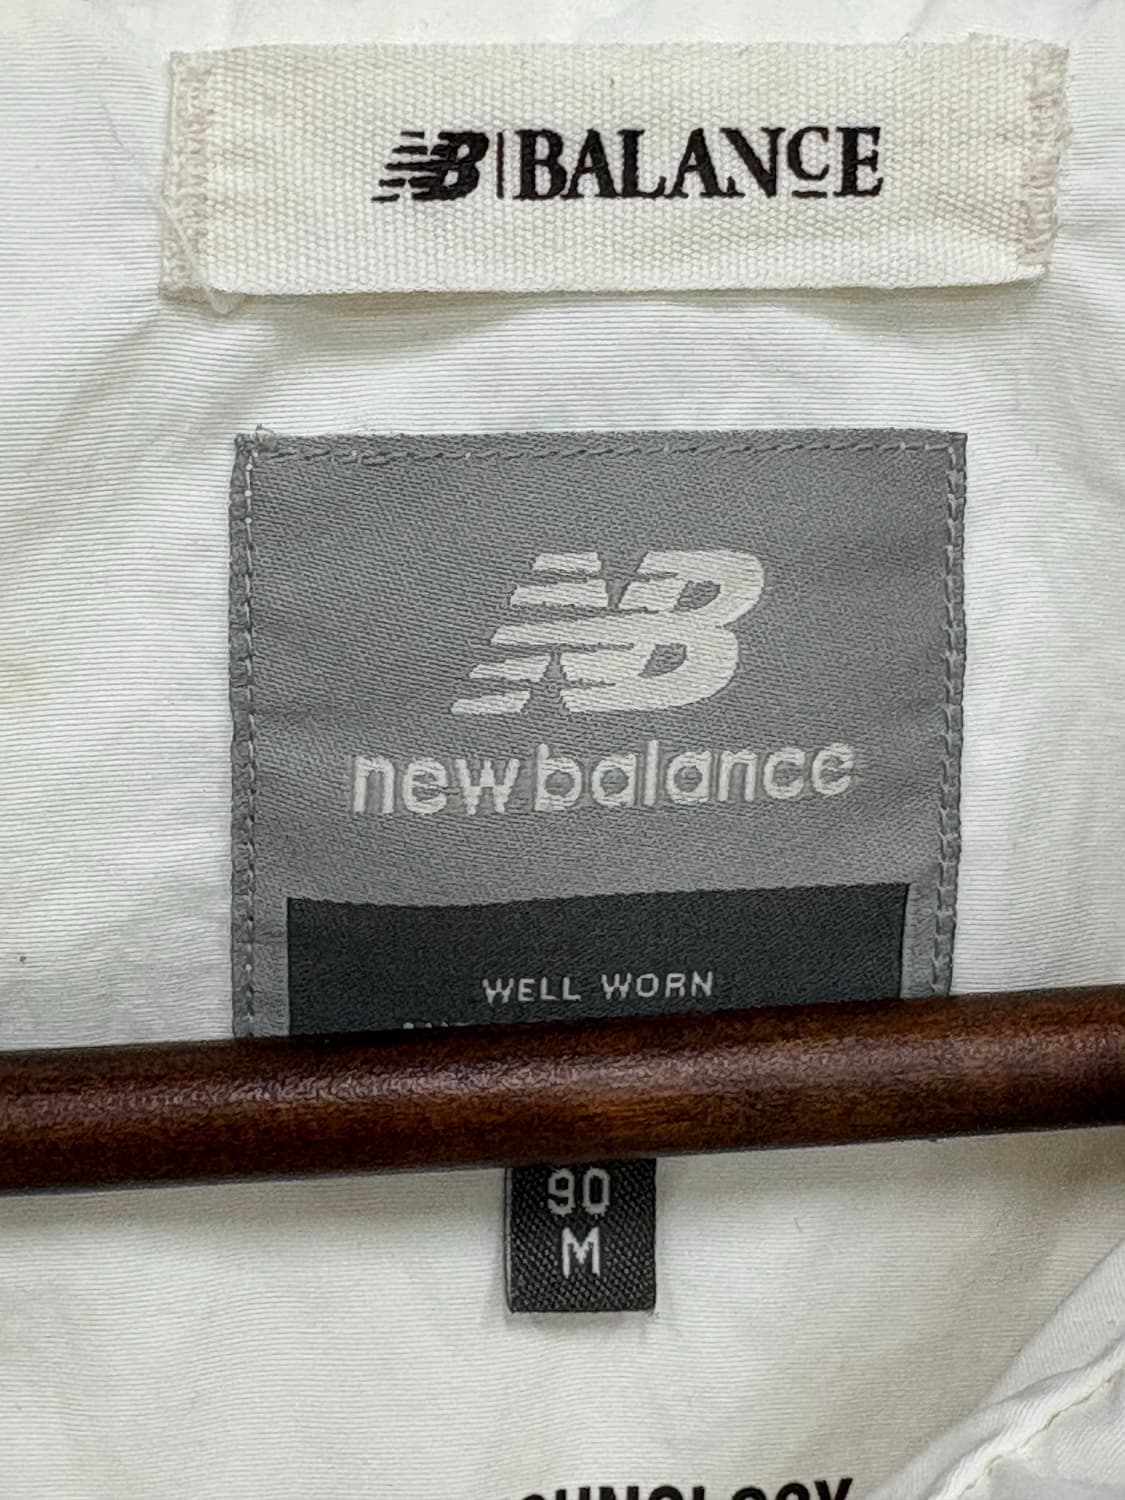 NB | BALANCE
NB
new balance
WELL WORN
90
M